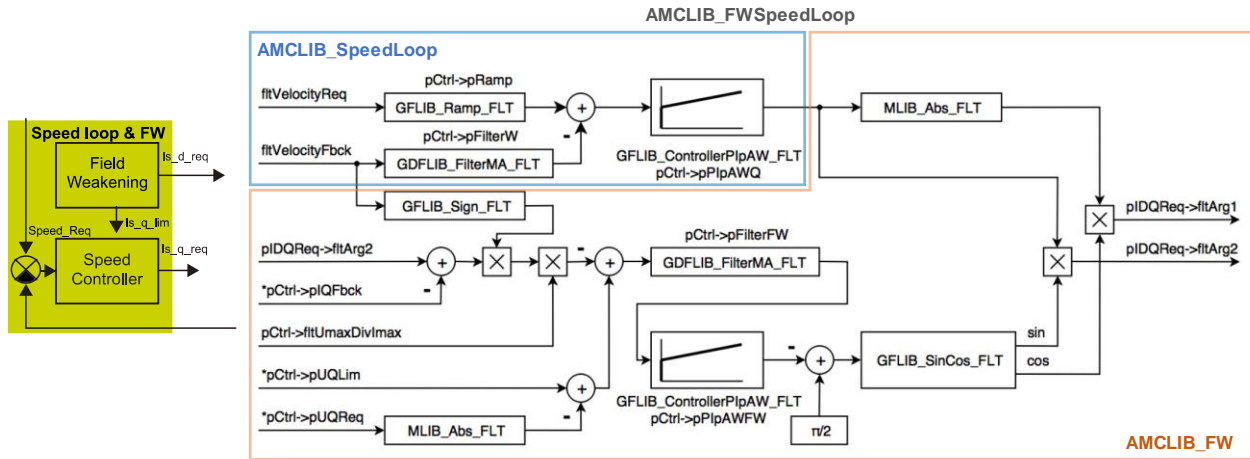 AMCLIB_FWSpeedLoop
AMCLIB_SpeedLoop
fltVelocityReq
pCtrl->pRamp
GFLIB_Ramp_FLT
+
-
GFLIB_ControllerPIpAW_FLT
pCtrl->pPIpAWQ
MLIB_Abs_FLT
fltVelocityFbck
pCtrl->pFilterW
GDFLIB_FilterMA_FLT
Speed loop & FW
Field
Weakening
Is_d_req
Is_q_lim
Speed_Req
Speed
Controller
Is_q_req
GFLIB_Sign_FLT
pIDQReq->fltArg2
+
-
×
×
-
+
pCtrl->pFilterFW
GDFLIB_FilterMA_FLT
×
pIDQReq->fltArg1
×
pIDQReq->fltArg2
*pCtrl->pIQFbck
pCtrl->fltUmaxDivImax
*pCtrl->pUQLim
+
-
*pCtrl->pUQReq
MLIB_Abs_FLT
GFLIB_ControllerPIpAW_FLT
pCtrl->pPIpAWFW
-
+
π/2
GFLIB_SinCos_FLT
sin
cos
AMCLIB_FW